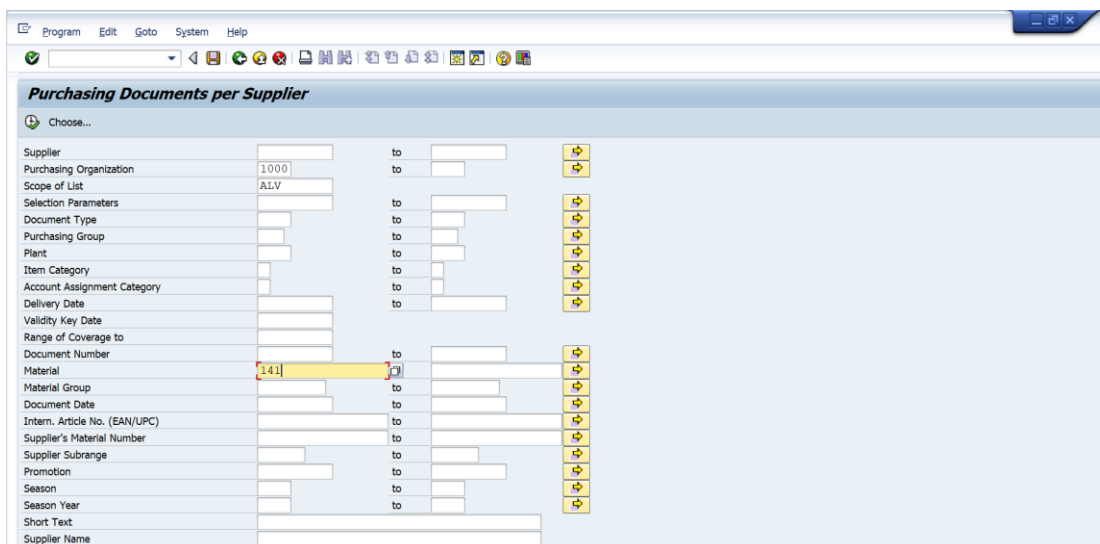 Program Edit Goto System Help
Purchasing Documents per Supplier
Choose...
Supplier to
Purchasing Organization 1000 to
Scope of List ALV
Selection Parameters to
Document Type to
Purchasing Group to
Plant to
Item Category to
Account Assignment Category to
Delivery Date to
Validity Key Date
Range of Coverage to
Document Number to
Material 141
Material Group to
Document Date to
Intern. Article No. (EAN/UPC) to
Supplier's Material Number to
Supplier Subrange to
Promotion to
Season to
Season Year to
Short Text
Supplier Name